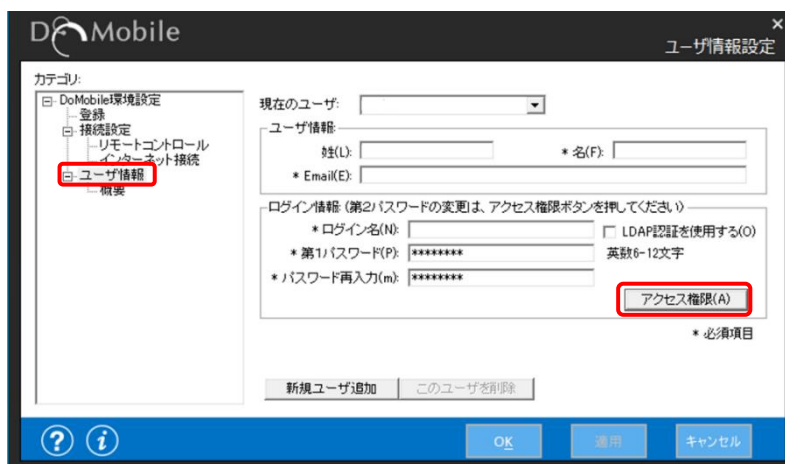 DoMobile
×
ユーザ情報設定
カテゴリ:
DoMobile環境設定
登録
接続設定
リモートコントロール
インターネット接続
ユーザ情報
概要
現在のユーザ:
ユーザ情報:
姓(L):
* 名(F):
* Email(E):
ログイン情報: (第2パスワードの変更は、アクセス権限ボタンを押してください)
* ログイン名(N):
LDAP認証を使用する(O)
* 第1パスワード(P): ********
英数6-12文字
* パスワード再入力(m): ********
アクセス権限(A)
* 必須項目
新規ユーザ追加
このユーザを削除
? i
OK
適用
キャンセル